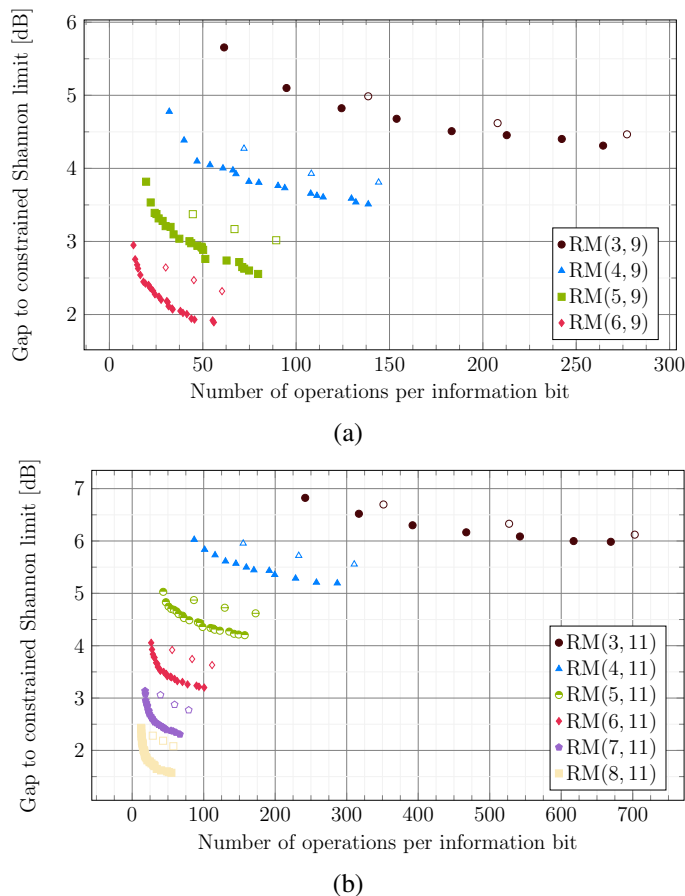 6
5
4
3
2
Gap to constrained Shannon limit [dB]
RM(3, 9)
RM(4, 9)
RM(5, 9)
RM(6, 9)
0 50 100 150 200 250 300
Number of operations per information bit
(a)
7
6
5
4
3
2
Gap to constrained Shannon limit [dB]
RM(3, 11)
RM(4, 11)
RM(5, 11)
RM(6, 11)
RM(7, 11)
RM(8, 11)
0 100 200 300 400 500 600 700
Number of operations per information bit
(b)